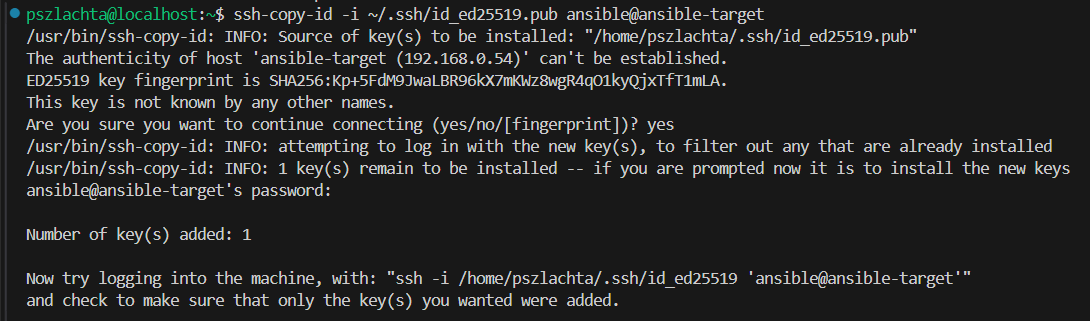 pszlachta@localhost:~$ ssh-copy-id -i ~/.ssh/id_ed25519.pub ansible@ansible-target
/usr/bin/ssh-copy-id: INFO: Source of key(s) to be installed: "/home/pszlachta/.ssh/id_ed25519.pub"
The authenticity of host 'ansible-target (192.168.0.54)' can't be established.
ED25519 key fingerprint is SHA256:Kp+5FdM9JwaLBR96kX7mKWz8wgR4qO1kyQjxTfT1mLA.
This key is not known by any other names.
Are you sure you want to continue connecting (yes/no/[fingerprint])? yes
/usr/bin/ssh-copy-id: INFO: attempting to log in with the new key(s), to filter out any that are already installed
/usr/bin/ssh-copy-id: INFO: 1 key(s) remain to be installed -- if you are prompted now it is to install the new keys
ansible@ansible-target's password:
Number of key(s) added: 1
Now try logging into the machine, with: "ssh -i /home/pszlachta/.ssh/id_ed25519 'ansible@ansible-target'"
and check to make sure that only the key(s) you wanted were added.